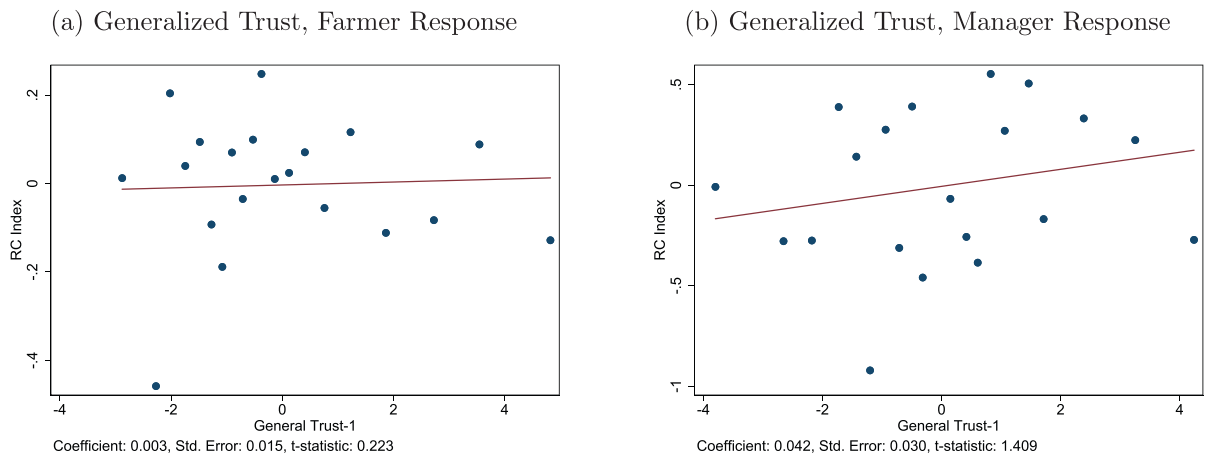 (a) Generalized Trust, Farmer Response
.2
0
-.2
-.4
RC Index
-4 -2 0 2 4
General Trust-1
Coefficient: 0.003, Std. Error: 0.015, t-statistic: 0.223
(b) Generalized Trust, Manager Response
.5
0
-.5
-1
RC Index
-4 -2 0 2 4
General Trust-1
Coefficient: 0.042, Std. Error: 0.030, t-statistic: 1.409